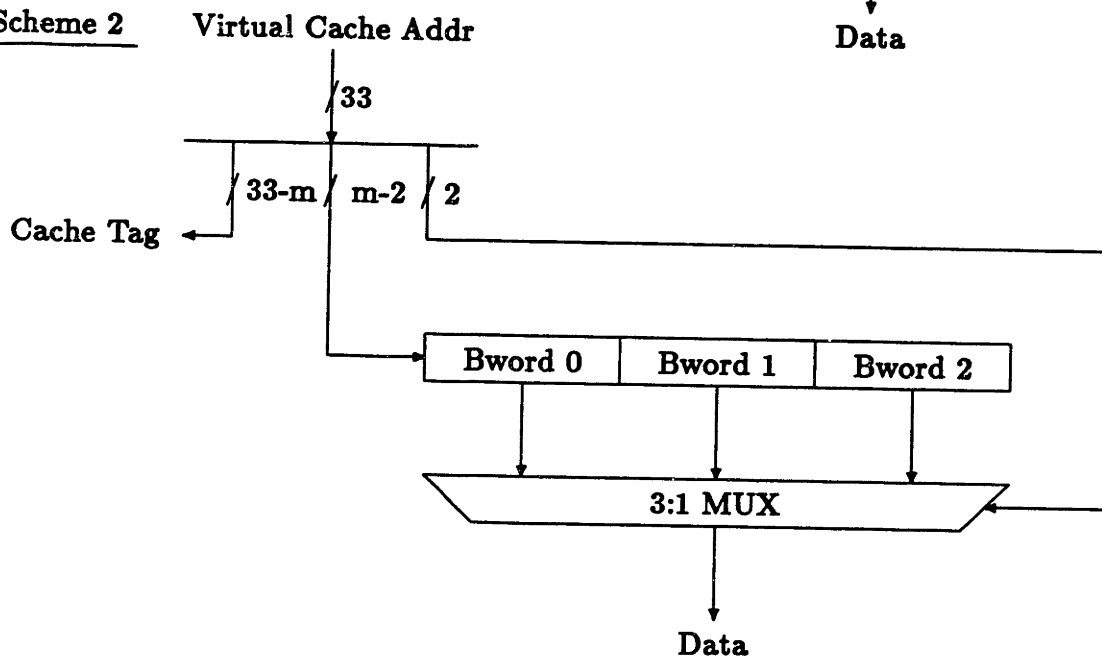 Scheme 2
Virtual Cache Addr
Data
33
33-m
m-2
2
Cache Tag
Bword 0
Bword 1
Bword 2
3:1 MUX
Data